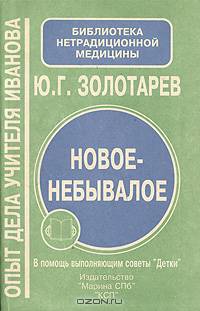 БИБЛИОТЕКА
НЕТРАДИЦИОННОЙ
МЕДИЦИНЫ
ОПЫТ ДЕЛА УЧИТЕЛЯ ИВАНОВА
Ю.Г. ЗОЛОТАРЕВ
НОВОЕ-
НЕБЫВАЛОЕ
В помощь выполняющим советы "Детки"
Издательство
"Марина СПб"
"КСП"
OZON.ru